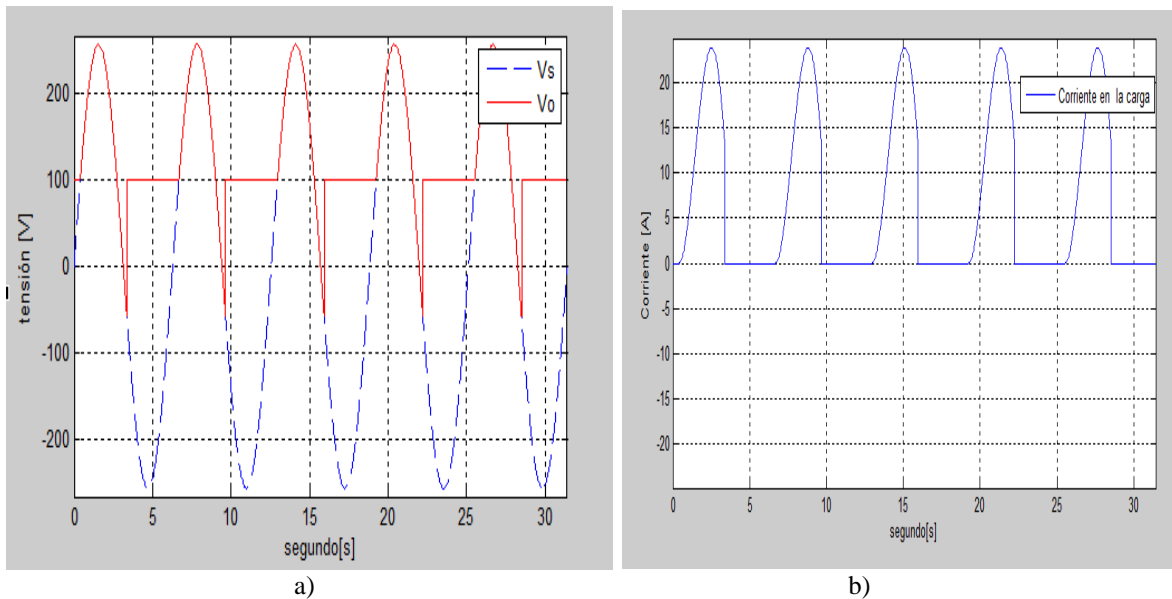 Vs
Vo
200
100
0
-100
-200
tensión [V]
0 5 10 15 20 25 30
segundo[s]
a)
Corriente en la carga
20
15
10
5
0
-5
-10
-15
-20
Corriente [A]
0 5 10 15 20 25 30
segundo[s]
b)